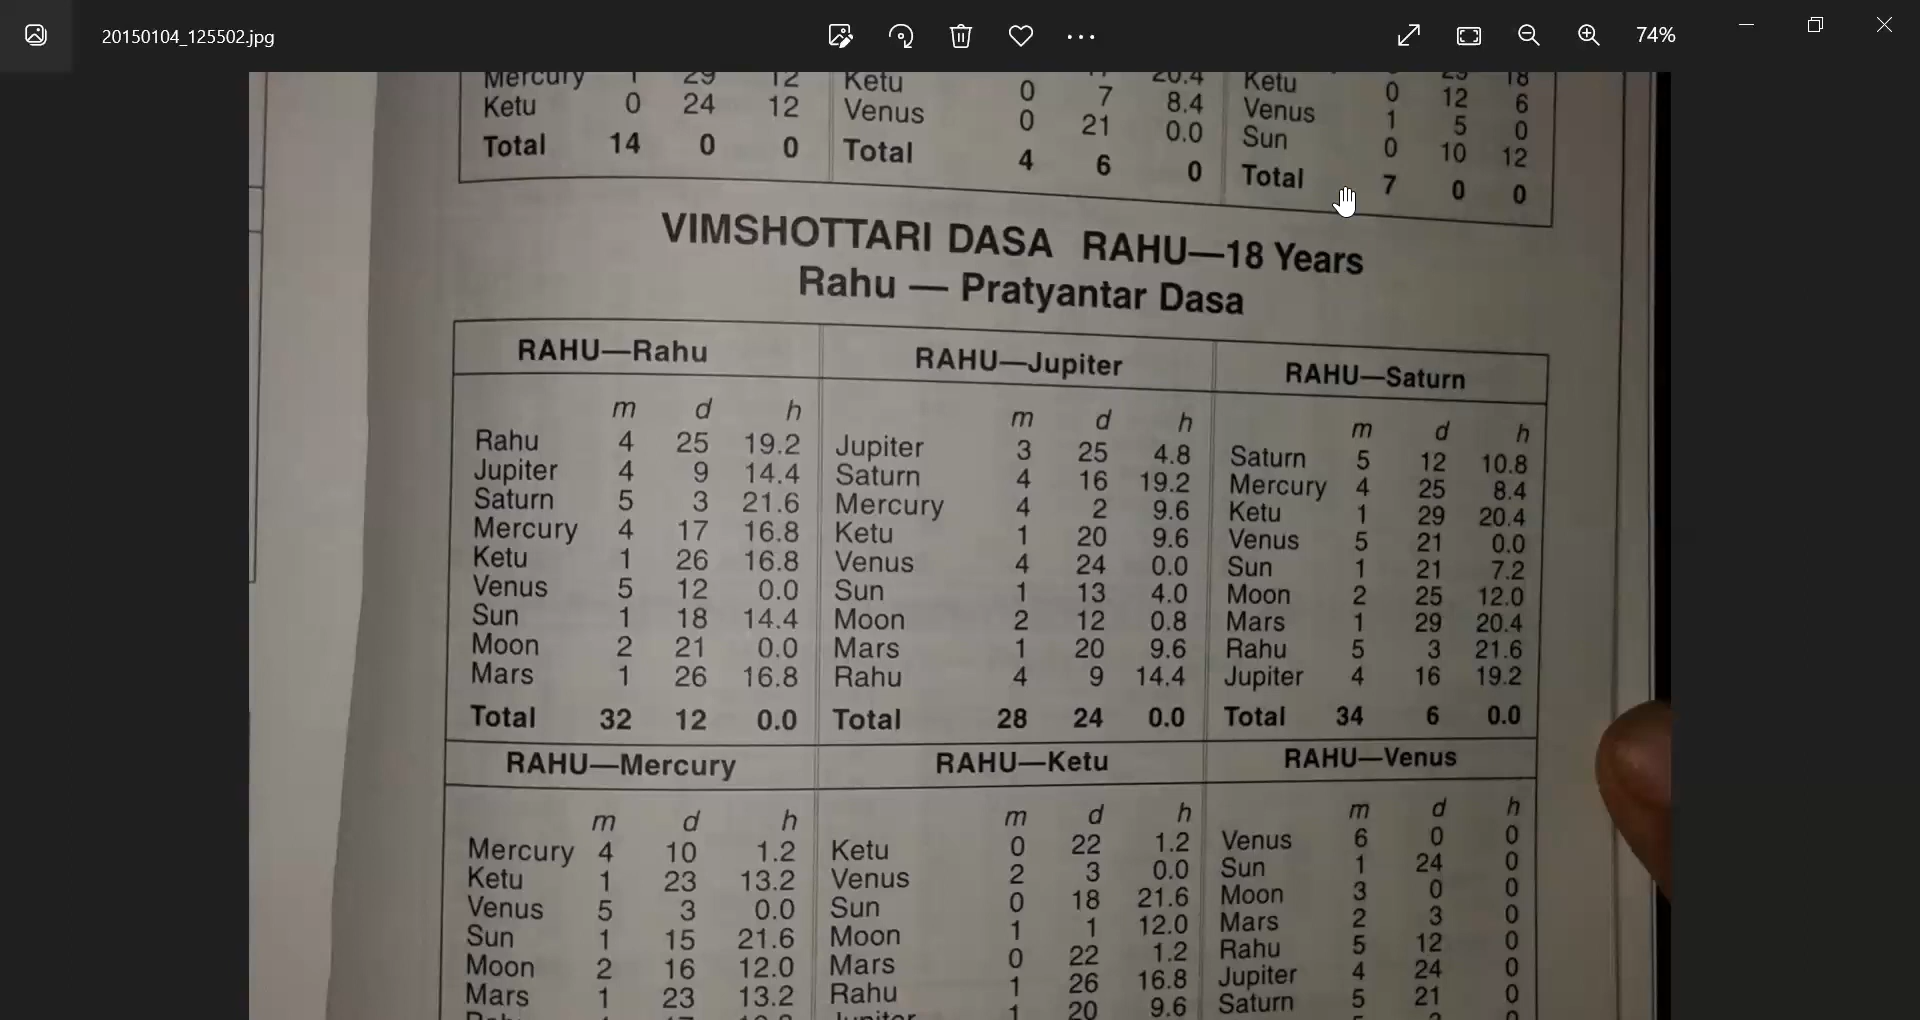 20150104_125502.jpg
74%
Mercury 1 29 12
Ketu 0 24 12
Total 14 0 0
Ketu 0 7 8.4
Venus 0 21 0.0
Total 4 6 0
Ketu 0 12 6
Venus 1 5 0
Sun 0 10 12
Total 7 0 0
VIMSHOTTARI DASA RAHU—18 Years
Rahu — Pratyantar Dasa
RAHU—Rahu
m d h
Rahu 4 25 19.2
Jupiter 4 9 14.4
Saturn 5 3 21.6
Mercury 4 17 16.8
Ketu 1 26 16.8
Venus 5 12 0.0
Sun 1 18 14.4
Moon 2 21 0.0
Mars 1 26 16.8
Total 32 12 0.0
RAHU—Jupiter
m d h
Jupiter 3 25 4.8
Saturn 4 16 19.2
Mercury 4 2 9.6
Ketu 1 20 9.6
Venus 4 24 0.0
Sun 1 13 4.0
Moon 2 12 0.8
Mars 1 20 9.6
Rahu 4 9 14.4
Total 28 24 0.0
RAHU—Saturn
m d h
Saturn 5 12 10.8
Mercury 4 25 8.4
Ketu 1 29 20.4
Venus 5 21 0.0
Sun 1 21 7.2
Moon 2 25 12.0
Mars 1 29 20.4
Rahu 5 3 21.6
Jupiter 4 16 19.2
Total 34 6 0.0
RAHU—Mercury
m d h
Mercury 4 10 1.2
Ketu 1 23 13.2
Venus 5 3 0.0
Sun 1 15 21.6
Moon 2 16 12.0
Mars 1 23 13.2
RAHU—Ketu
m d h
Ketu 0 22 1.2
Venus 2 3 0.0
Sun 0 18 21.6
Moon 1 1 12.0
Mars 0 22 1.2
Rahu 1 26 16.8
Jupiter 1 20 9.6
RAHU—Venus
m d h
Venus 6 0 0
Sun 1 24 0
Moon 3 0 0
Mars 2 3 0
Rahu 5 12 0
Jupiter 4 24 0
Saturn 5 21 0